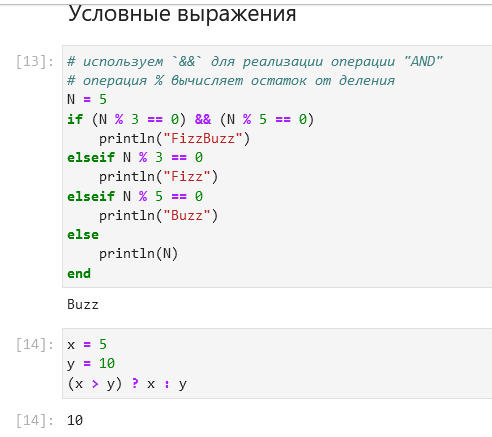 Условные выражения
[13]: # используем `&&` для реализации операции "AND"
# операция % вычисляет остаток от деления
N = 5
if (N % 3 == 0) && (N % 5 == 0)
    println("FizzBuzz")
elseif N % 3 == 0
    println("Fizz")
elseif N % 5 == 0
    println("Buzz")
else
    println(N)
end
Buzz
[14]: x = 5
y = 10
(x > y) ? x : y
[14]: 10